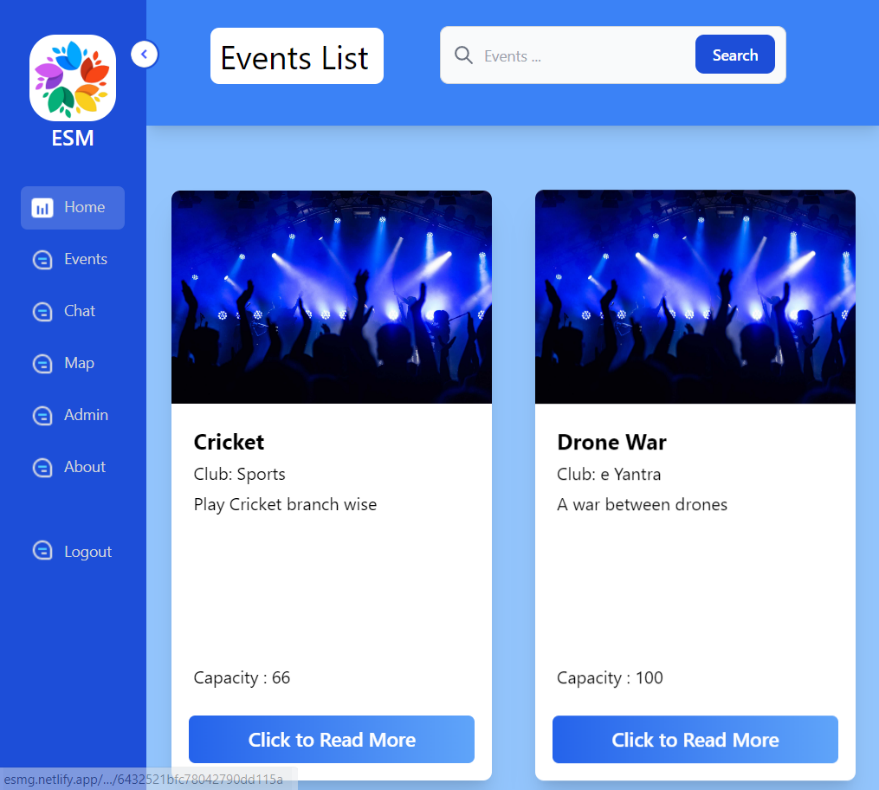 ESM
Home
Events
Chat
Map
Admin
About
Logout
Events List
Events ...
Search
Cricket
Club: Sports
Play Cricket branch wise
Capacity : 66
Click to Read More
Drone War
Club: e Yantra
A war between drones
Capacity : 100
Click to Read More
esmg.netlify.app/.../6432521bfc78042790dd115a